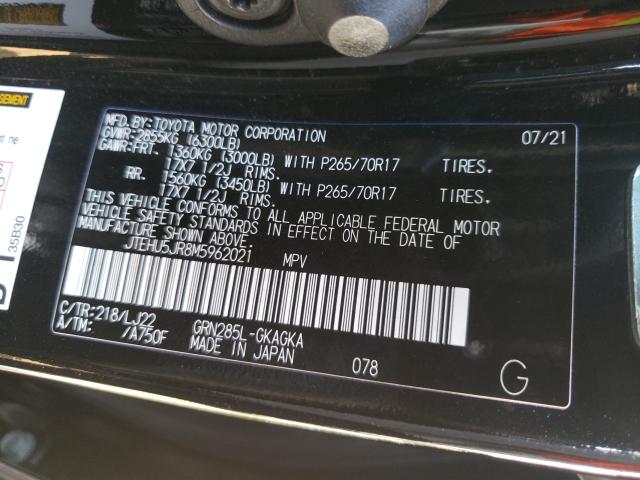 MFD. BY: TOYOTA MOTOR CORPORATION 07/21
GVWR: 2855KG (6300LB)
GAWR: FRT. 1360KG (3000LB) WITH P265/70R17 TIRES.
17X7 1/2J RIMS.
RR. 1560KG (3450LB) WITH P265/70R17 TIRES.
17X7 1/2J RIMS.
THIS VEHICLE CONFORMS TO ALL APPLICABLE FEDERAL MOTOR
VEHICLE SAFETY STANDARDS IN EFFECT ON THE DATE OF
MANUFACTURE SHOWN ABOVE.
JTEHU5JR8M5962021 MPV
C/TR: 218/LJ22 GRN285L-GKAGKA
A/TM: /A750F MADE IN JAPAN 078
G
35B30